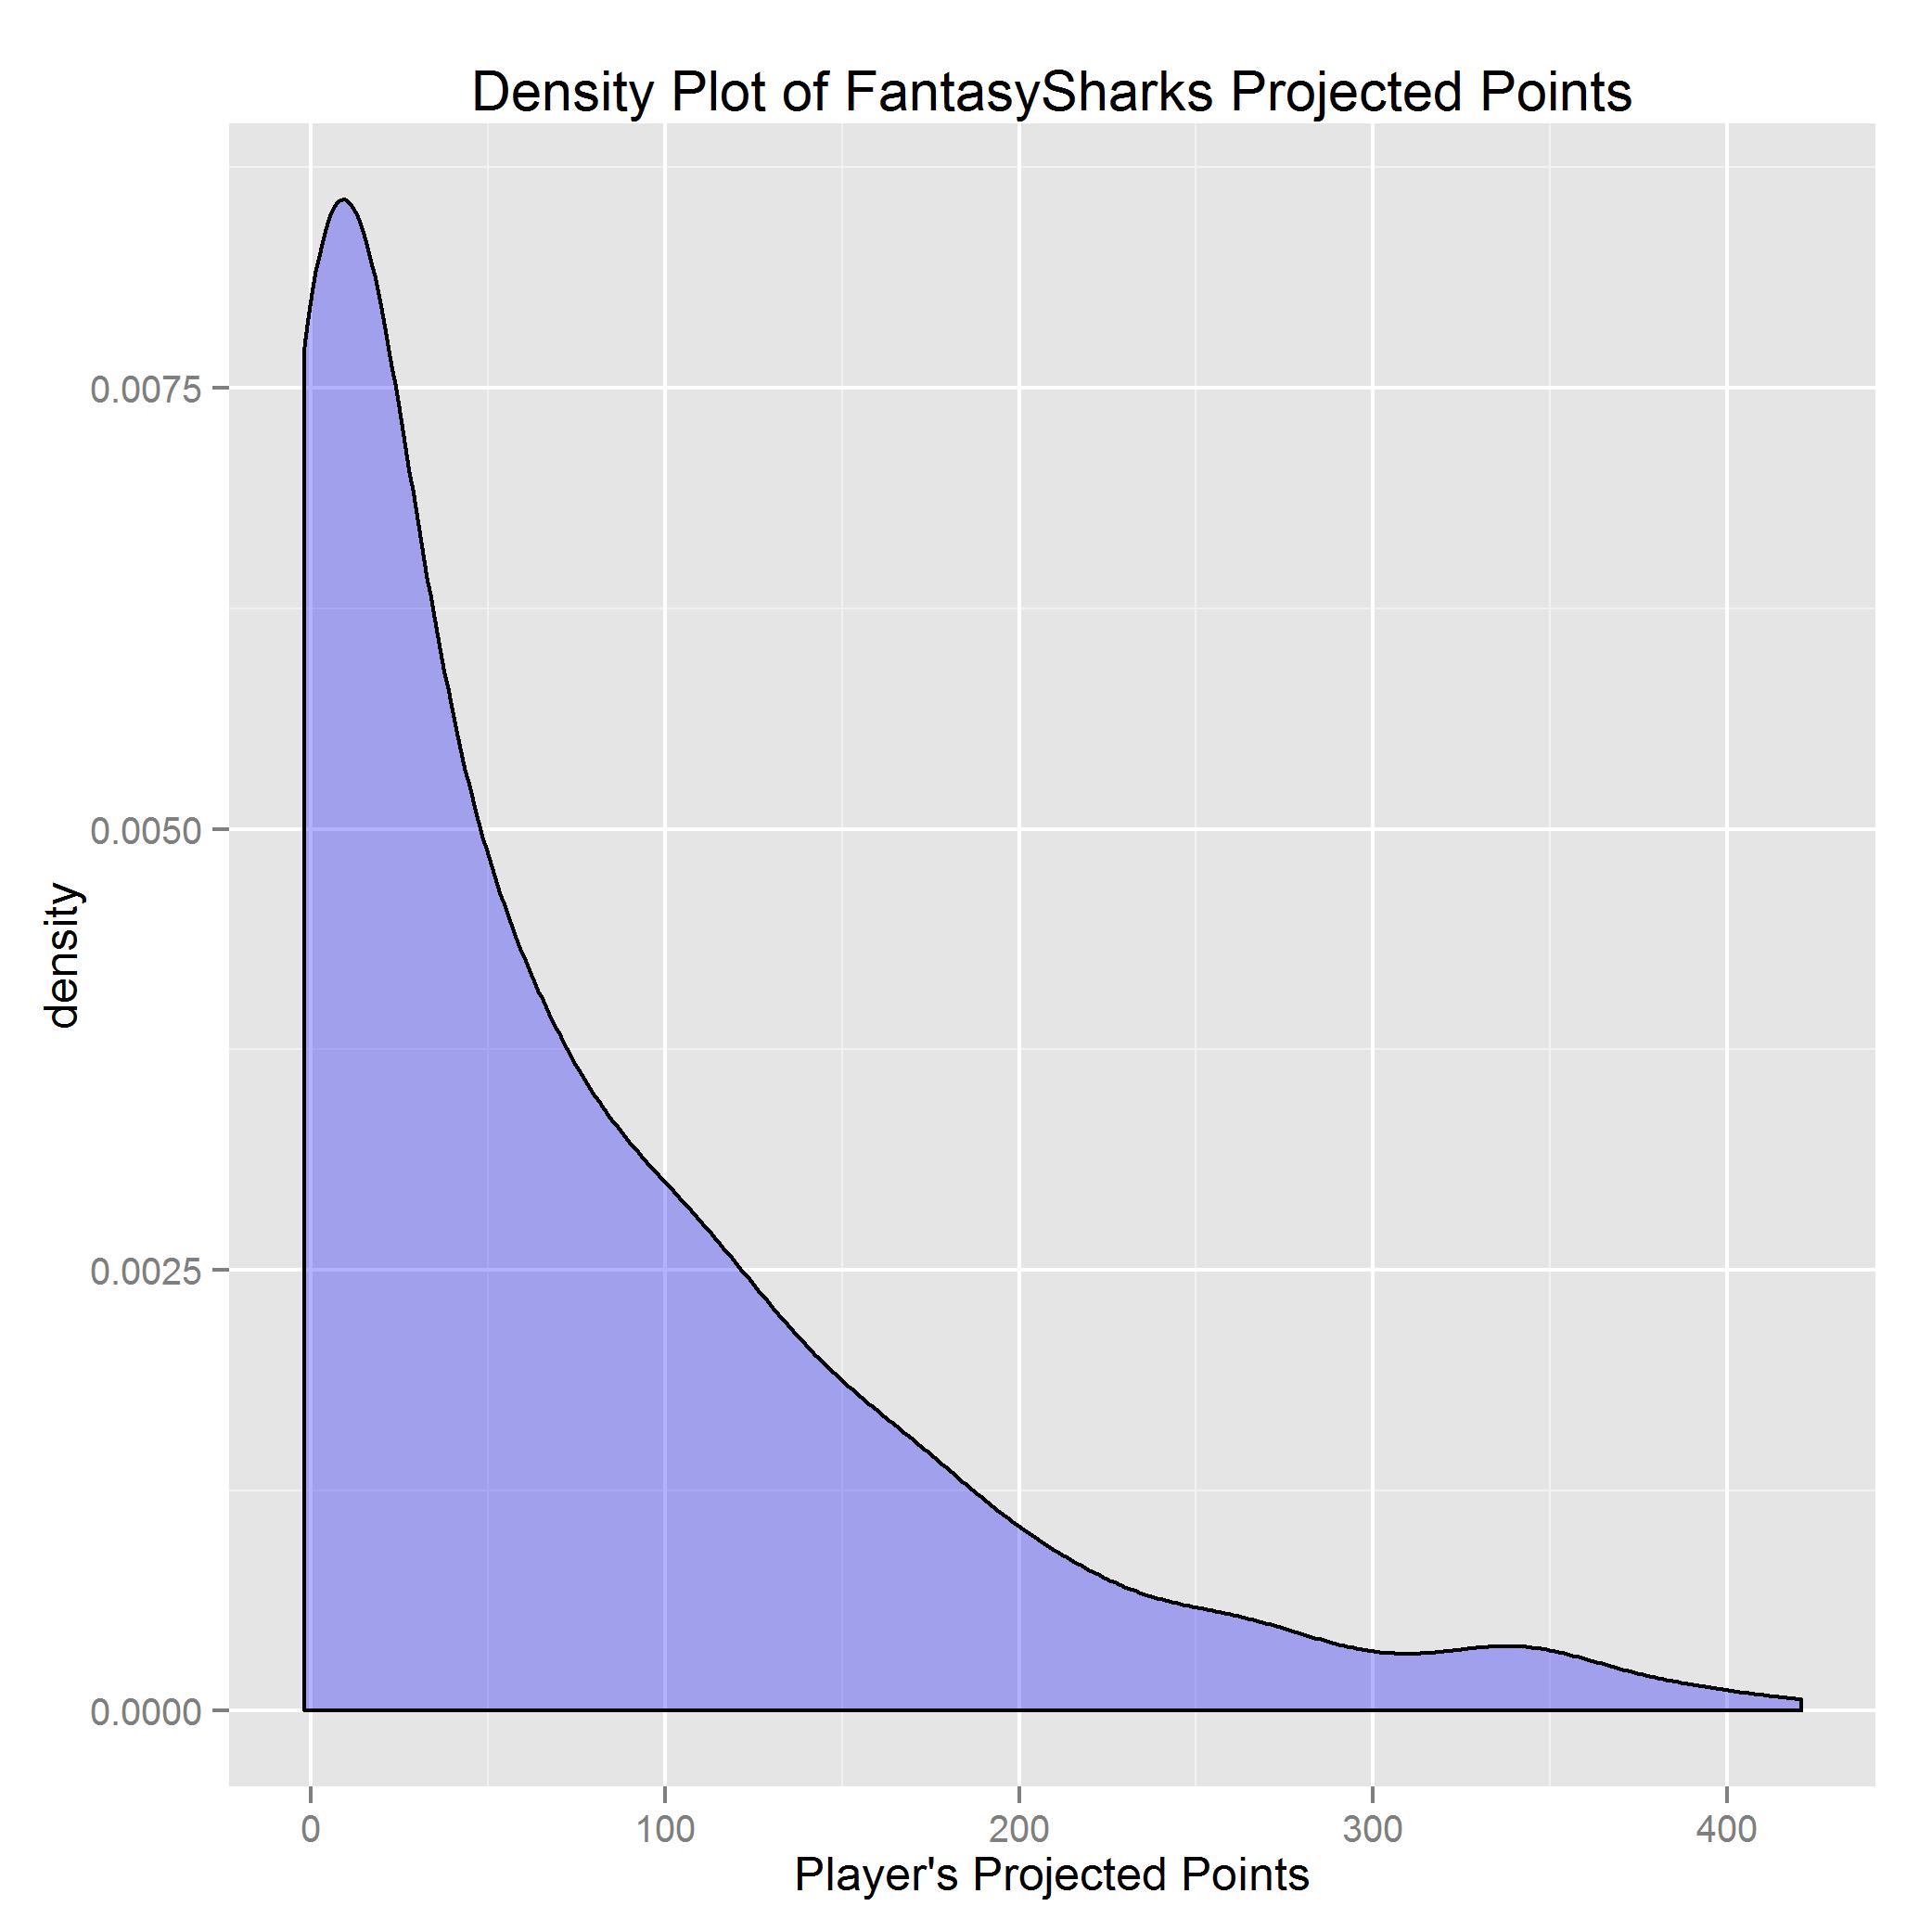 Density Plot of FantasySharks Projected Points
density
0.0075
0.0050
0.0025
0.0000
0 100 200 300 400
Player's Projected Points